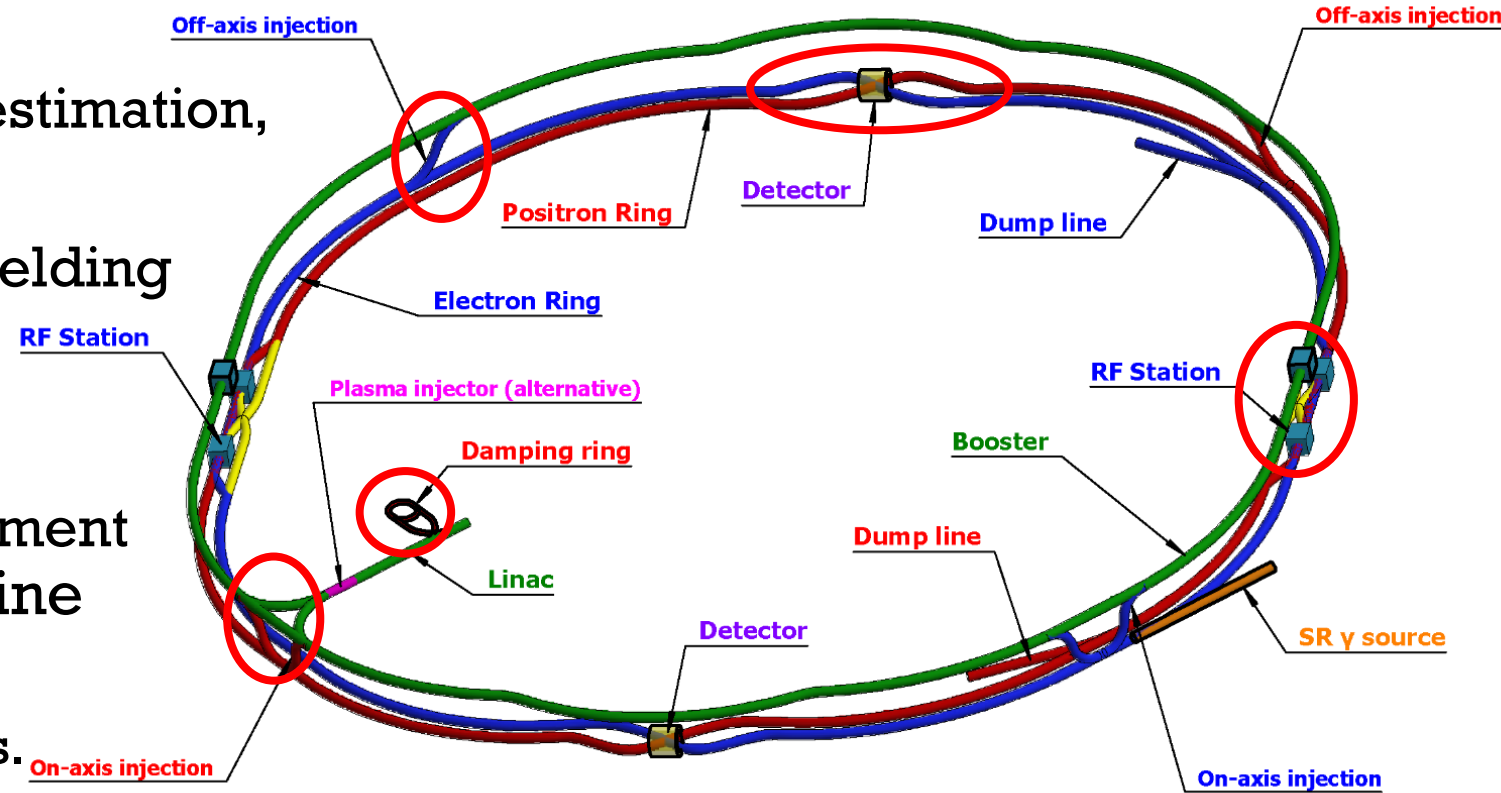 Off-axis injection
Off-axis injection
estimation,
Detector
Positron Ring
Dump line
Electron Ring
RF Station
Plasma injector (alternative)
RF Station
Damping ring
Booster
ment
Dump line
Linac
ine
Detector
SR γ source
s.
On-axis injection
On-axis injection